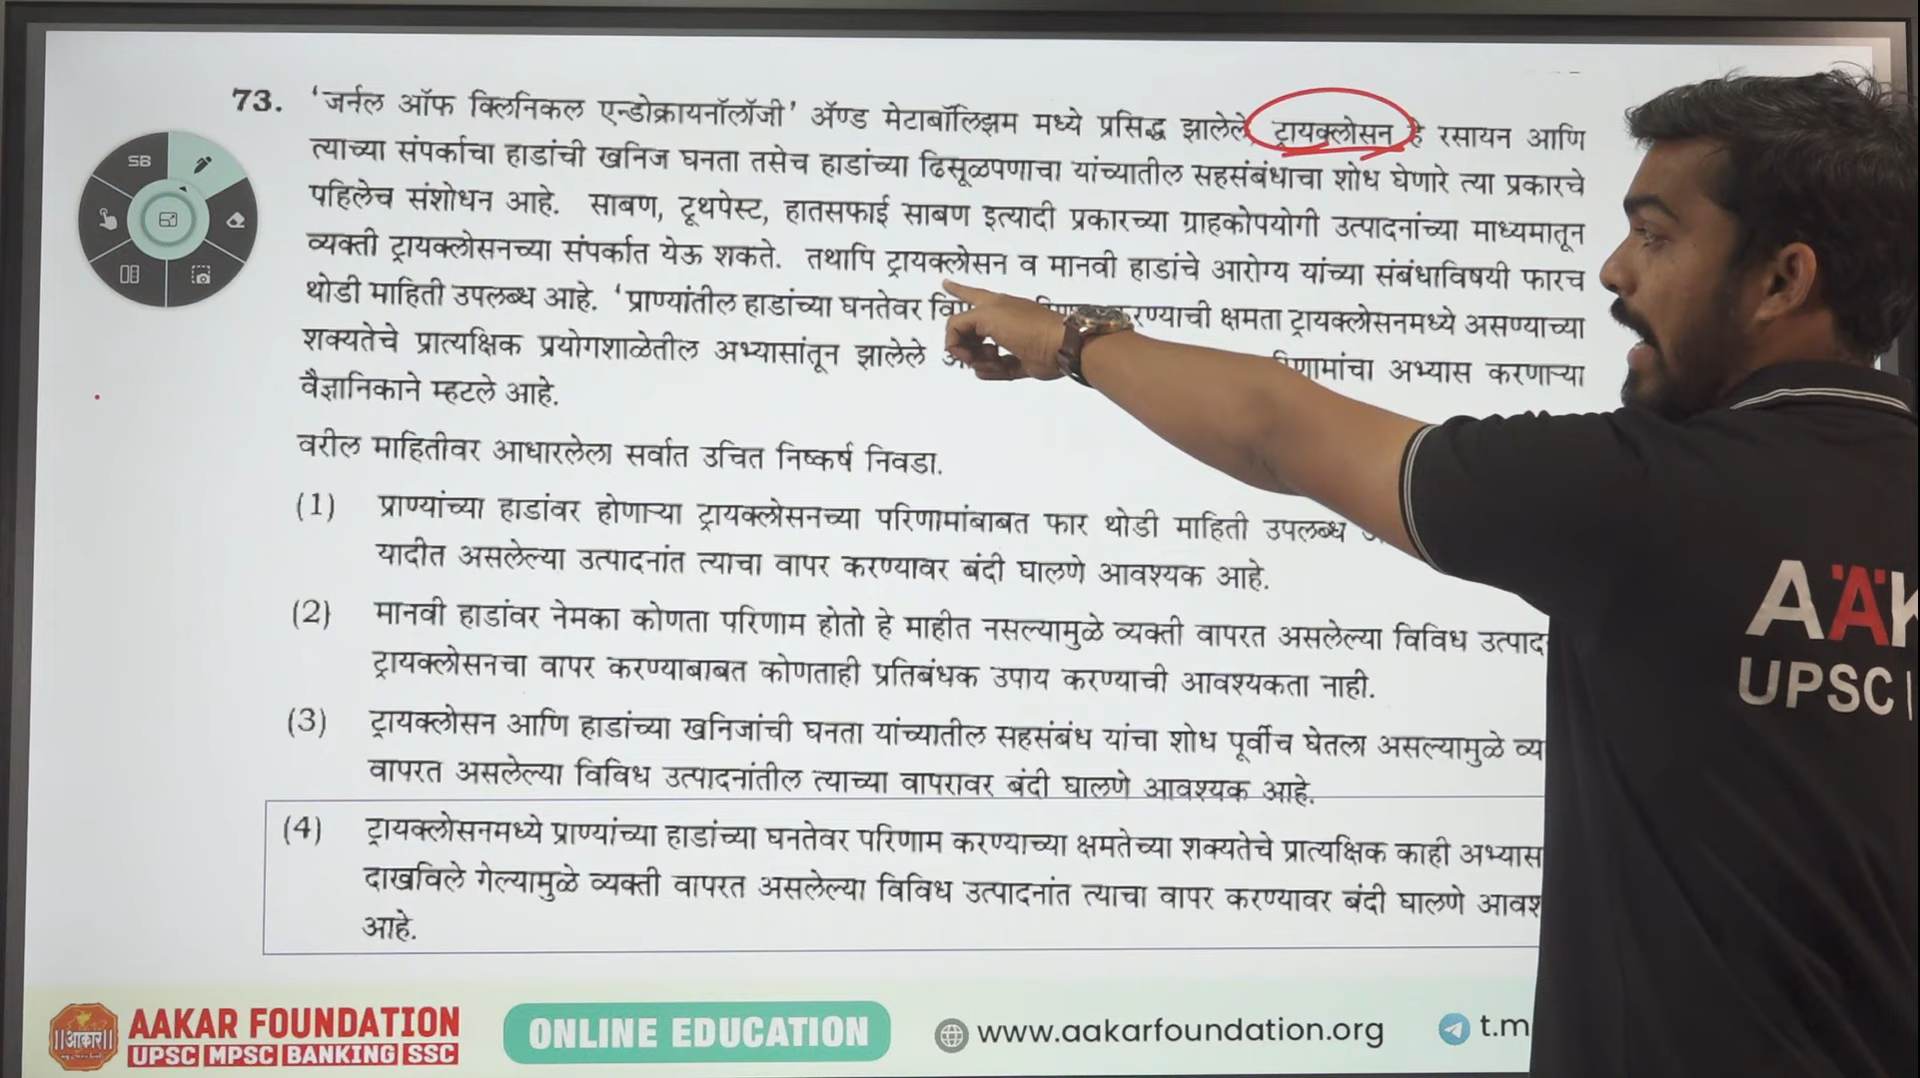 73. 'जर्नल ऑफ क्लिनिकल एन्डोक्रायनॉलॉजी' ॲण्ड मेटाबॉलिझम मध्ये प्रसिद्ध झालेले ट्रायक्लोसन हे रसायन आणि
त्याच्या संपर्काचा हाडांची खनिज घनता तसेच हाडांच्या ढिसूळपणाचा यांच्यातील सहसंबंधाचा शोध घेणारे त्या प्रकारचे
पहिलेच संशोधन आहे. साबण, टूथपेस्ट, हातसफाई साबण इत्यादी प्रकारच्या ग्राहकोपयोगी उत्पादनांच्या माध्यमातून
व्यक्ती ट्रायक्लोसनच्या संपर्कात येऊ शकते. तथापि ट्रायक्लोसन व मानवी हाडांचे आरोग्य यांच्या संबंधाविषयी फारच
थोडी माहिती उपलब्ध आहे. 'प्राण्यांतील हाडांच्या घनतेवर करण्याची क्षमता ट्रायक्लोसनमध्ये असण्याच्या
शक्यतेचे प्रात्यक्षिक प्रयोगशाळेतील अभ्यासांतून झालेले अभ्यास करणाऱ्या
वैज्ञानिकाने म्हटले आहे.
वरील माहितीवर आधारलेला सर्वात उचित निष्कर्ष निवडा.
(1) प्राण्यांच्या हाडांवर होणाऱ्या ट्रायक्लोसनच्या परिणामांबाबत फार थोडी माहिती उपलब्ध
यादीत असलेल्या उत्पादनांत त्याचा वापर करण्यावर बंदी घालणे आवश्यक आहे.
(2) मानवी हाडांवर नेमका कोणता परिणाम होतो हे माहीत नसल्यामुळे व्यक्ती वापरत असलेल्या विविध
ट्रायक्लोसनचा वापर करण्याबाबत कोणताही प्रतिबंधक उपाय करण्याची आवश्यकता नाही.
(3) ट्रायक्लोसन आणि हाडांच्या खनिजांची घनता यांच्यातील सहसंबंध यांचा शोध पूर्वीच घेतला असल्यामुळे
वापरत असलेल्या विविध उत्पादनांतील त्याच्या वापरावर बंदी घालणे आवश्यक आहे.
(4) ट्रायक्लोसनमध्ये प्राण्यांच्या हाडांच्या घनतेवर परिणाम करण्याच्या क्षमतेच्या शक्यतेचे प्रात्यक्षिक काही
दाखविले गेल्यामुळे व्यक्ती वापरत असलेल्या विविध उत्पादनांत त्याचा वापर करण्यावर बंदी घालणे
आहे.
SB
UPSC
॥आकार॥ AAKAR FOUNDATION
UPSC MPSC BANKING SSC
ONLINE EDUCATION
www.aakarfoundation.org